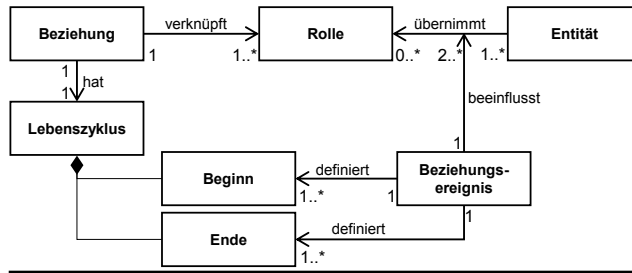 Beziehung
verknüpft
Rolle
übernimmt
Entität
1
1..*
0..*
2..*
1..*
1
hat
1
beeinflusst
Lebenszyklus
1
Beginn
definiert
Beziehungs-
ereignis
1..*
1
1
Ende
definiert
1..*